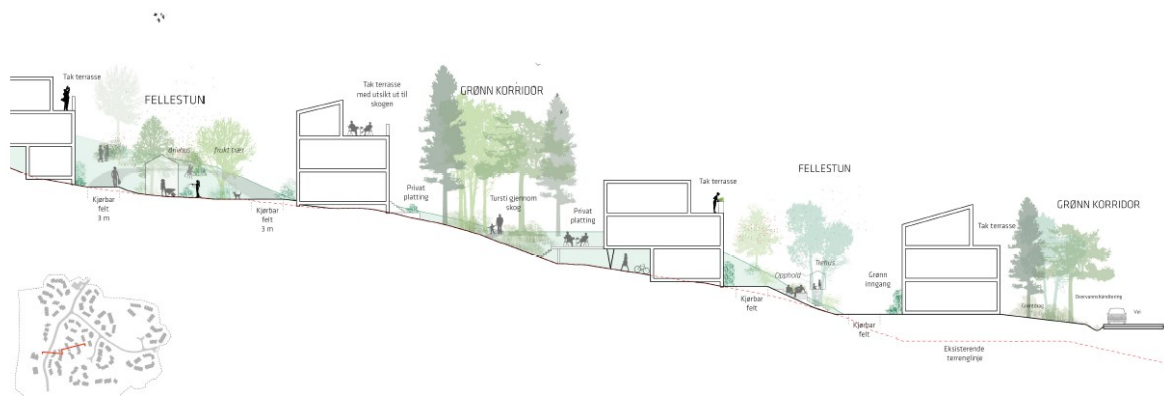 Tak terrasse
FELLESTUN
drivhus
frukt trær
Kjørbar
felt
3 m
Kjørbar
felt
3 m
Tak terrasse
med utsikt ut til
skogen
Privat
platting
GRØNN KORRIDOR
Tursti gjennom
skog
Privat
platting
Tak terrasse
FELLESTUN
Opphold
Trehus
Kjørbar
felt
Kjørbar
felt
Grønn
inngang
Tak terrasse
Eksisterende
terrenglinje
GRØNN KORRIDOR
Overvannshåndtering
Vei